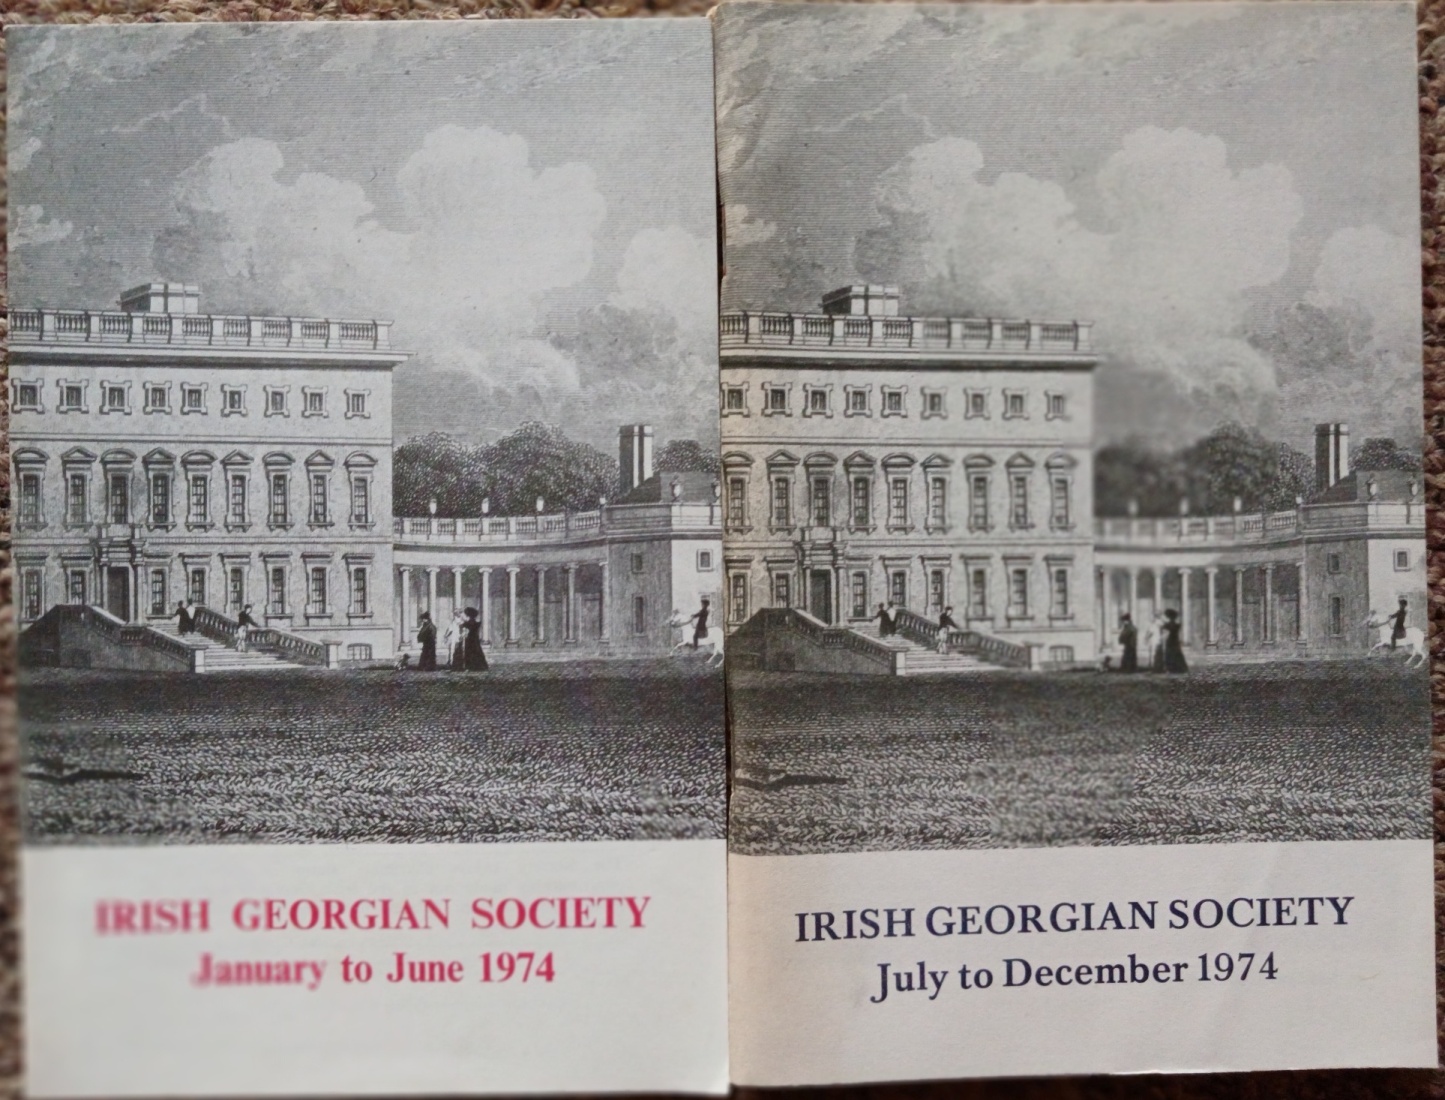 IRISH GEORGIAN SOCIETY
January to June 1974
IRISH GEORGIAN SOCIETY
July to December 1974